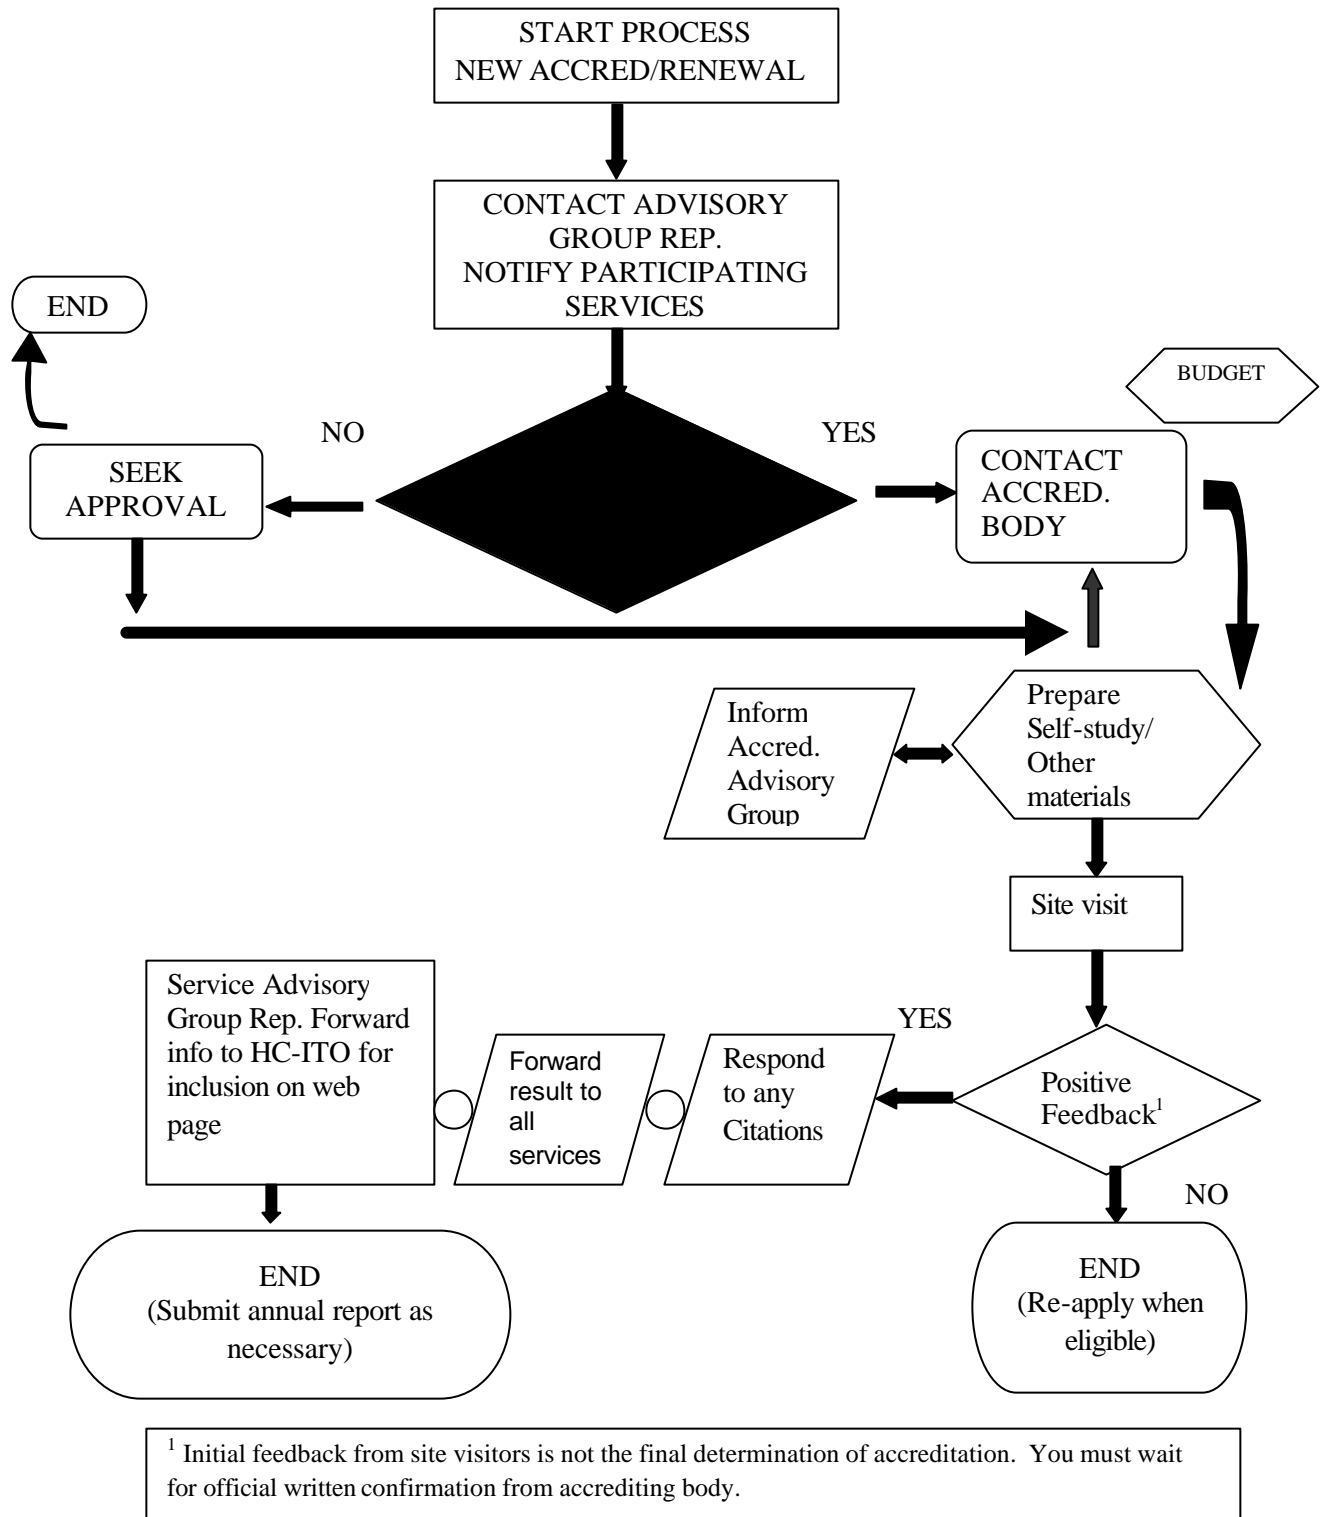 START PROCESS
NEW ACCRED/RENEWAL
CONTACT ADVISORY
GROUP REP.
NOTIFY PARTICIPATING
SERVICES
END
BUDGET
NO
YES
SEEK
APPROVAL
CONTACT
ACCRED.
BODY
Inform
Accred.
Advisory
Group
Prepare
Self-study/
Other
materials
Site visit
Service Advisory
Group Rep. Forward
info to HC-ITO for
inclusion on web
page
Forward
result to
all
services
YES
Respond
to any
Citations
Positive
Feedback¹
NO
END
(Submit annual report as
necessary)
END
(Re-apply when
eligible)
¹ Initial feedback from site visitors is not the final determination of accreditation. You must wait
for official written confirmation from accrediting body.